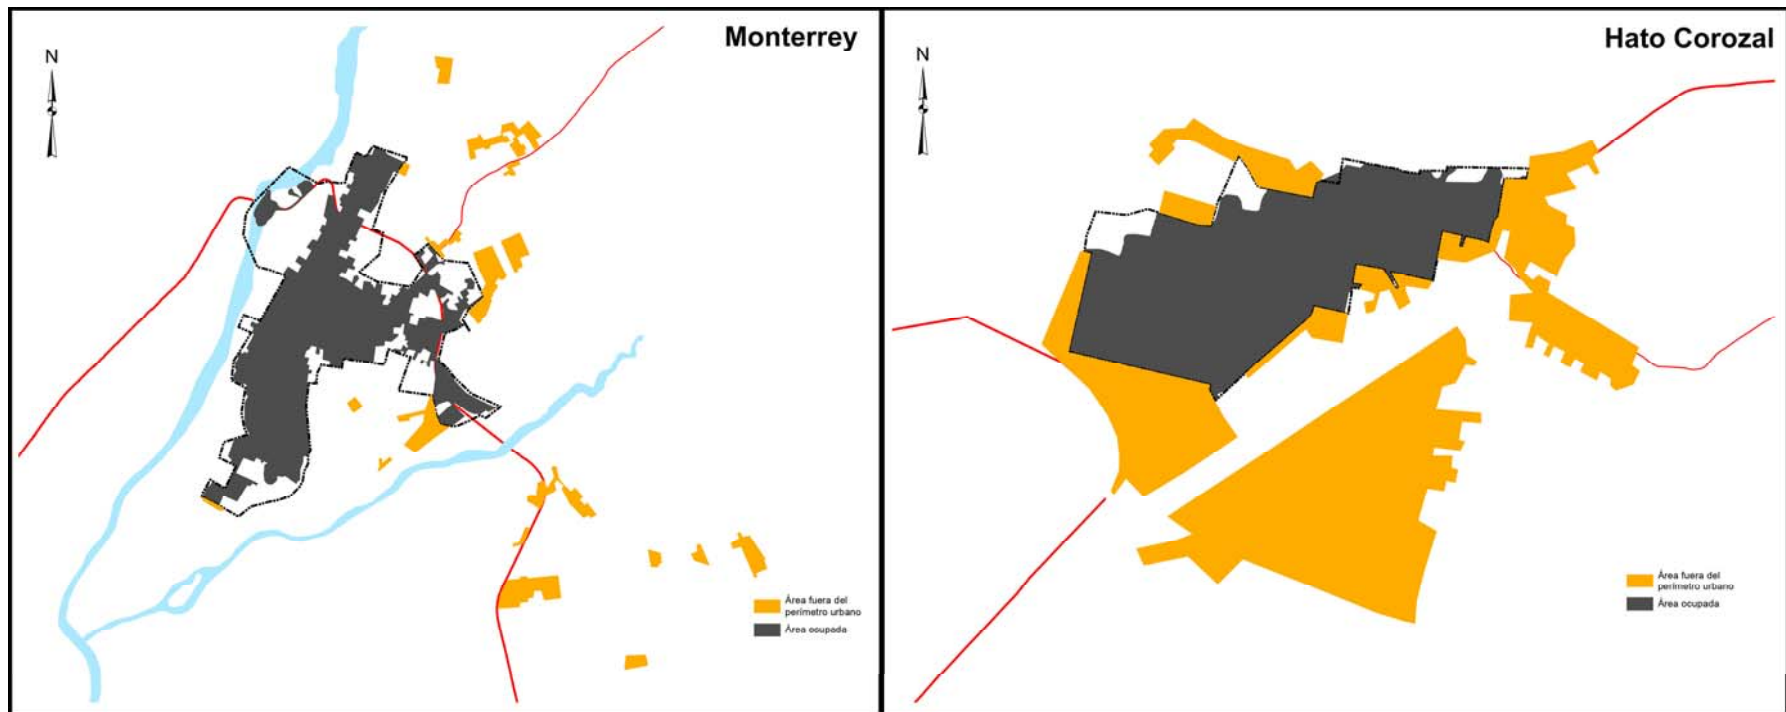 Monterrey
N
Área fuera del
perímetro urbano
Área ocupada
Hato Corozal
N
Área fuera del
perímetro urbano
Área ocupada